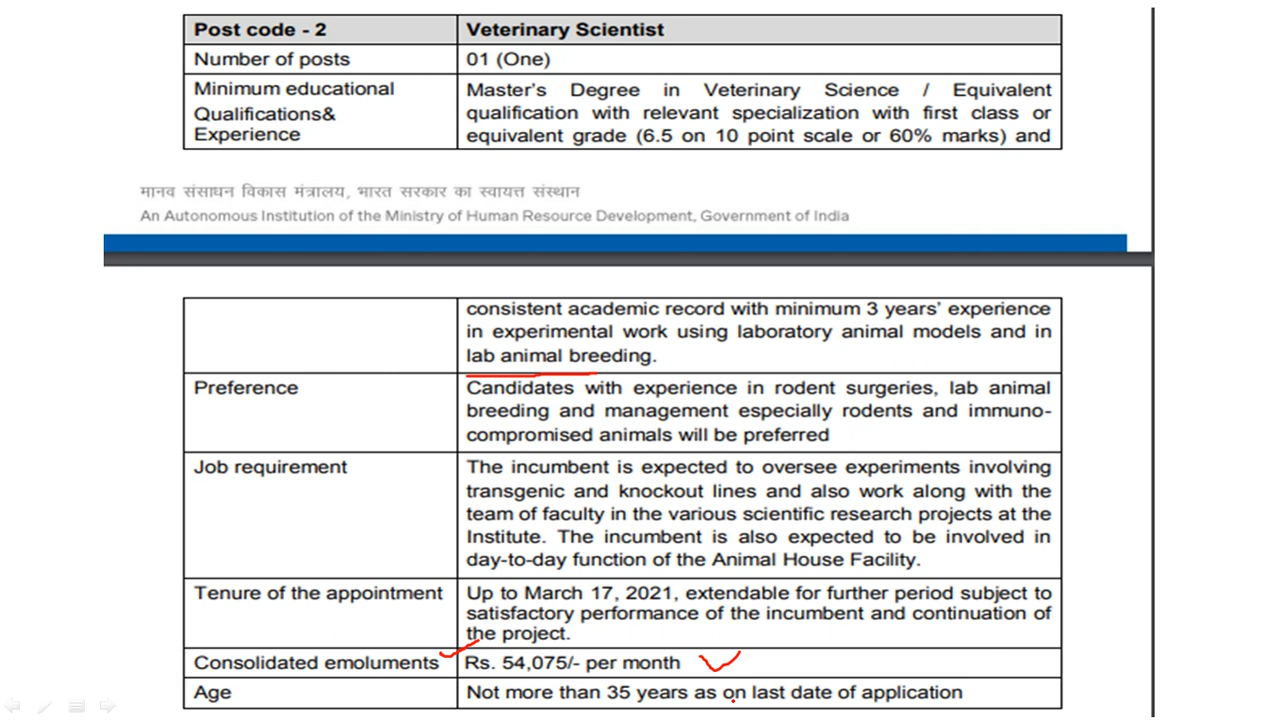 Post code - 2 Veterinary Scientist
Number of posts 01 (One)
Minimum educational Master's Degree in Veterinary Science / Equivalent
Qualifications& qualification with relevant specialization with first class or
Experience equivalent grade (6.5 on 10 point scale or 60% marks) and
मानव संसाधन विकास मंत्रालय, भारत सरकार का स्वायत्त संस्थान
An Autonomous Institution of the Ministry of Human Resource Development, Government of India
consistent academic record with minimum 3 years' experience
in experimental work using laboratory animal models and in
lab animal breeding.
Preference Candidates with experience in rodent surgeries, lab animal
breeding and management especially rodents and immuno-
compromised animals will be preferred
Job requirement The incumbent is expected to oversee experiments involving
transgenic and knockout lines and also work along with the
team of faculty in the various scientific research projects at the
Institute. The incumbent is also expected to be involved in
day-to-day function of the Animal House Facility.
Tenure of the appointment Up to March 17, 2021, extendable for further period subject to
satisfactory performance of the incumbent and continuation of
the project.
Consolidated emoluments Rs. 54,075/- per month
Age Not more than 35 years as on last date of application